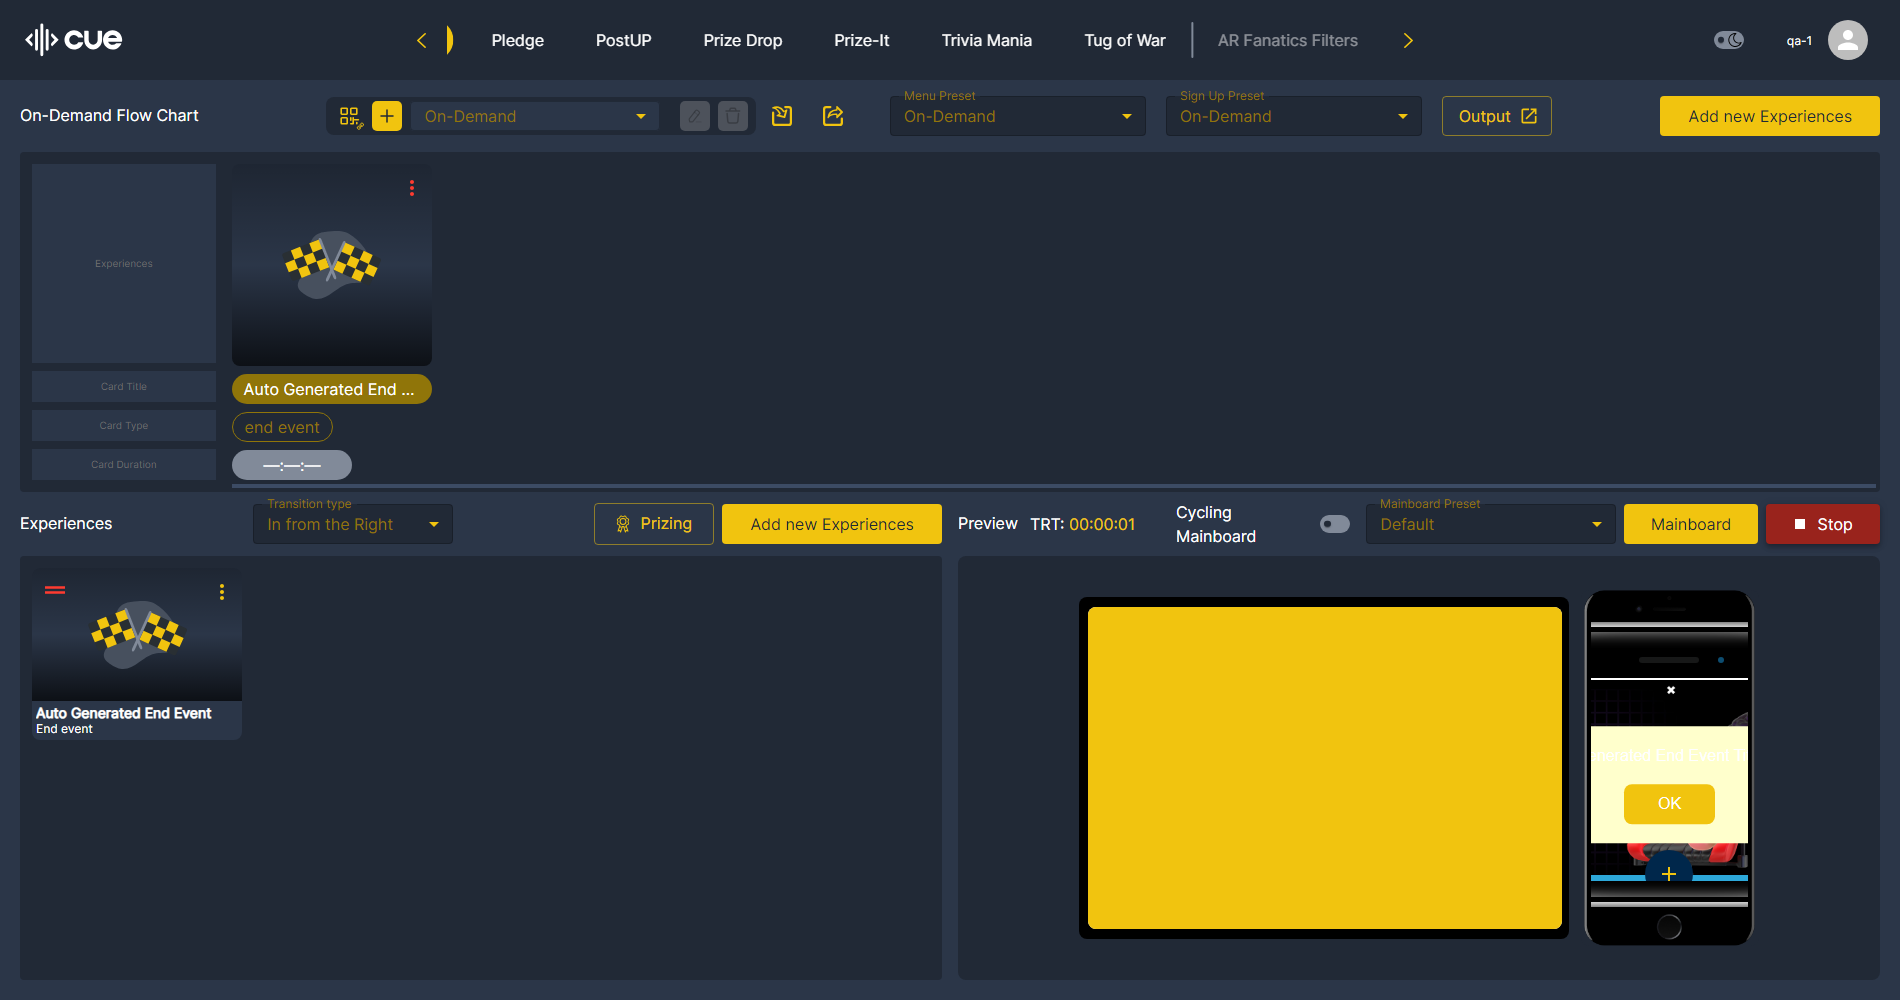 cue
Pledge
PostUP
Prize Drop
Prize-It
Trivia Mania
Tug of War
AR Fanatics Filters
qa-1
On-Demand Flow Chart
On-Demand
Menu Preset
On-Demand
Sign Up Preset
On-Demand
Output
Add new Experiences
Experiences
Card Title
Card Type
Card Duration
Auto Generated End ...
end event
—:—:—
Experiences
Transition type
In from the Right
Prizing
Add new Experiences
Preview
TRT: 00:00:01
Cycling
Mainboard
Mainboard Preset
Default
Mainboard
Stop
Auto Generated End Event
End event
nerated End Event
OK